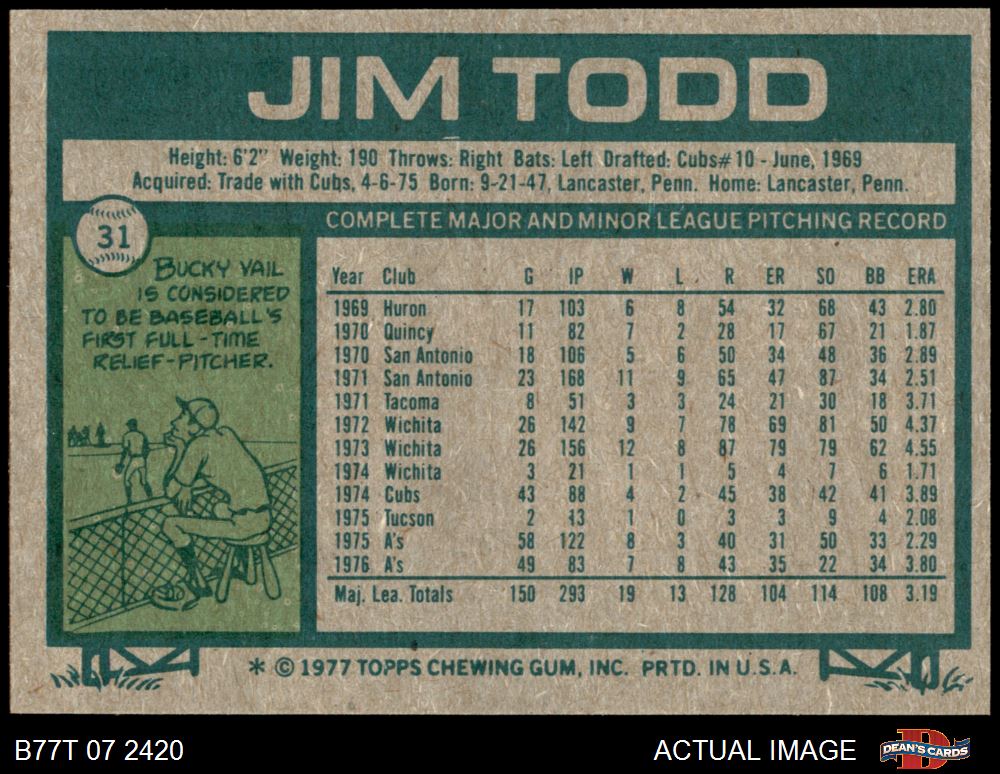 JIM TODD
Height: 6'2" Weight: 190 Throws: Right Bats: Left Drafted: Cubs#10 - June, 1969
Acquired: Trade with Cubs, 4-6-75 Born: 9-21-47, Lancaster, Penn. Home: Lancaster, Penn.
31
BUCKY VAIL
IS CONSIDERED
TO BE BASEBALL'S
FIRST FULL-TIME
RELIEF-PITCHER.
COMPLETE MAJOR AND MINOR LEAGUE PITCHING RECORD
Year Club G IP W L R ER SO BB ERA
1969 Huron 17 103 6 8 54 32 68 43 2.80
1970 Quincy 11 82 7 2 28 17 67 21 1.87
1970 San Antonio 18 106 5 6 50 34 48 36 2.89
1971 San Antonio 23 168 11 9 65 47 87 34 2.51
1971 Tacoma 8 51 3 3 24 21 30 18 3.71
1972 Wichita 26 142 9 7 78 69 81 50 4.37
1973 Wichita 26 156 12 8 87 79 79 62 4.55
1974 Wichita 3 21 1 1 5 4 7 6 1.71
1974 Cubs 43 88 4 2 45 38 42 41 3.89
1975 Tucson 2 13 1 0 3 3 9 4 2.08
1975 A's 58 122 8 3 40 31 50 33 2.29
1976 A's 49 83 7 8 43 35 22 34 3.80
Maj. Lea. Totals 150 293 19 13 128 104 114 108 3.19
* © 1977 TOPPS CHEWING GUM, INC. PRTD. IN U.S.A.
B77T 07 2420
ACTUAL IMAGE
DEAN'S CARDS